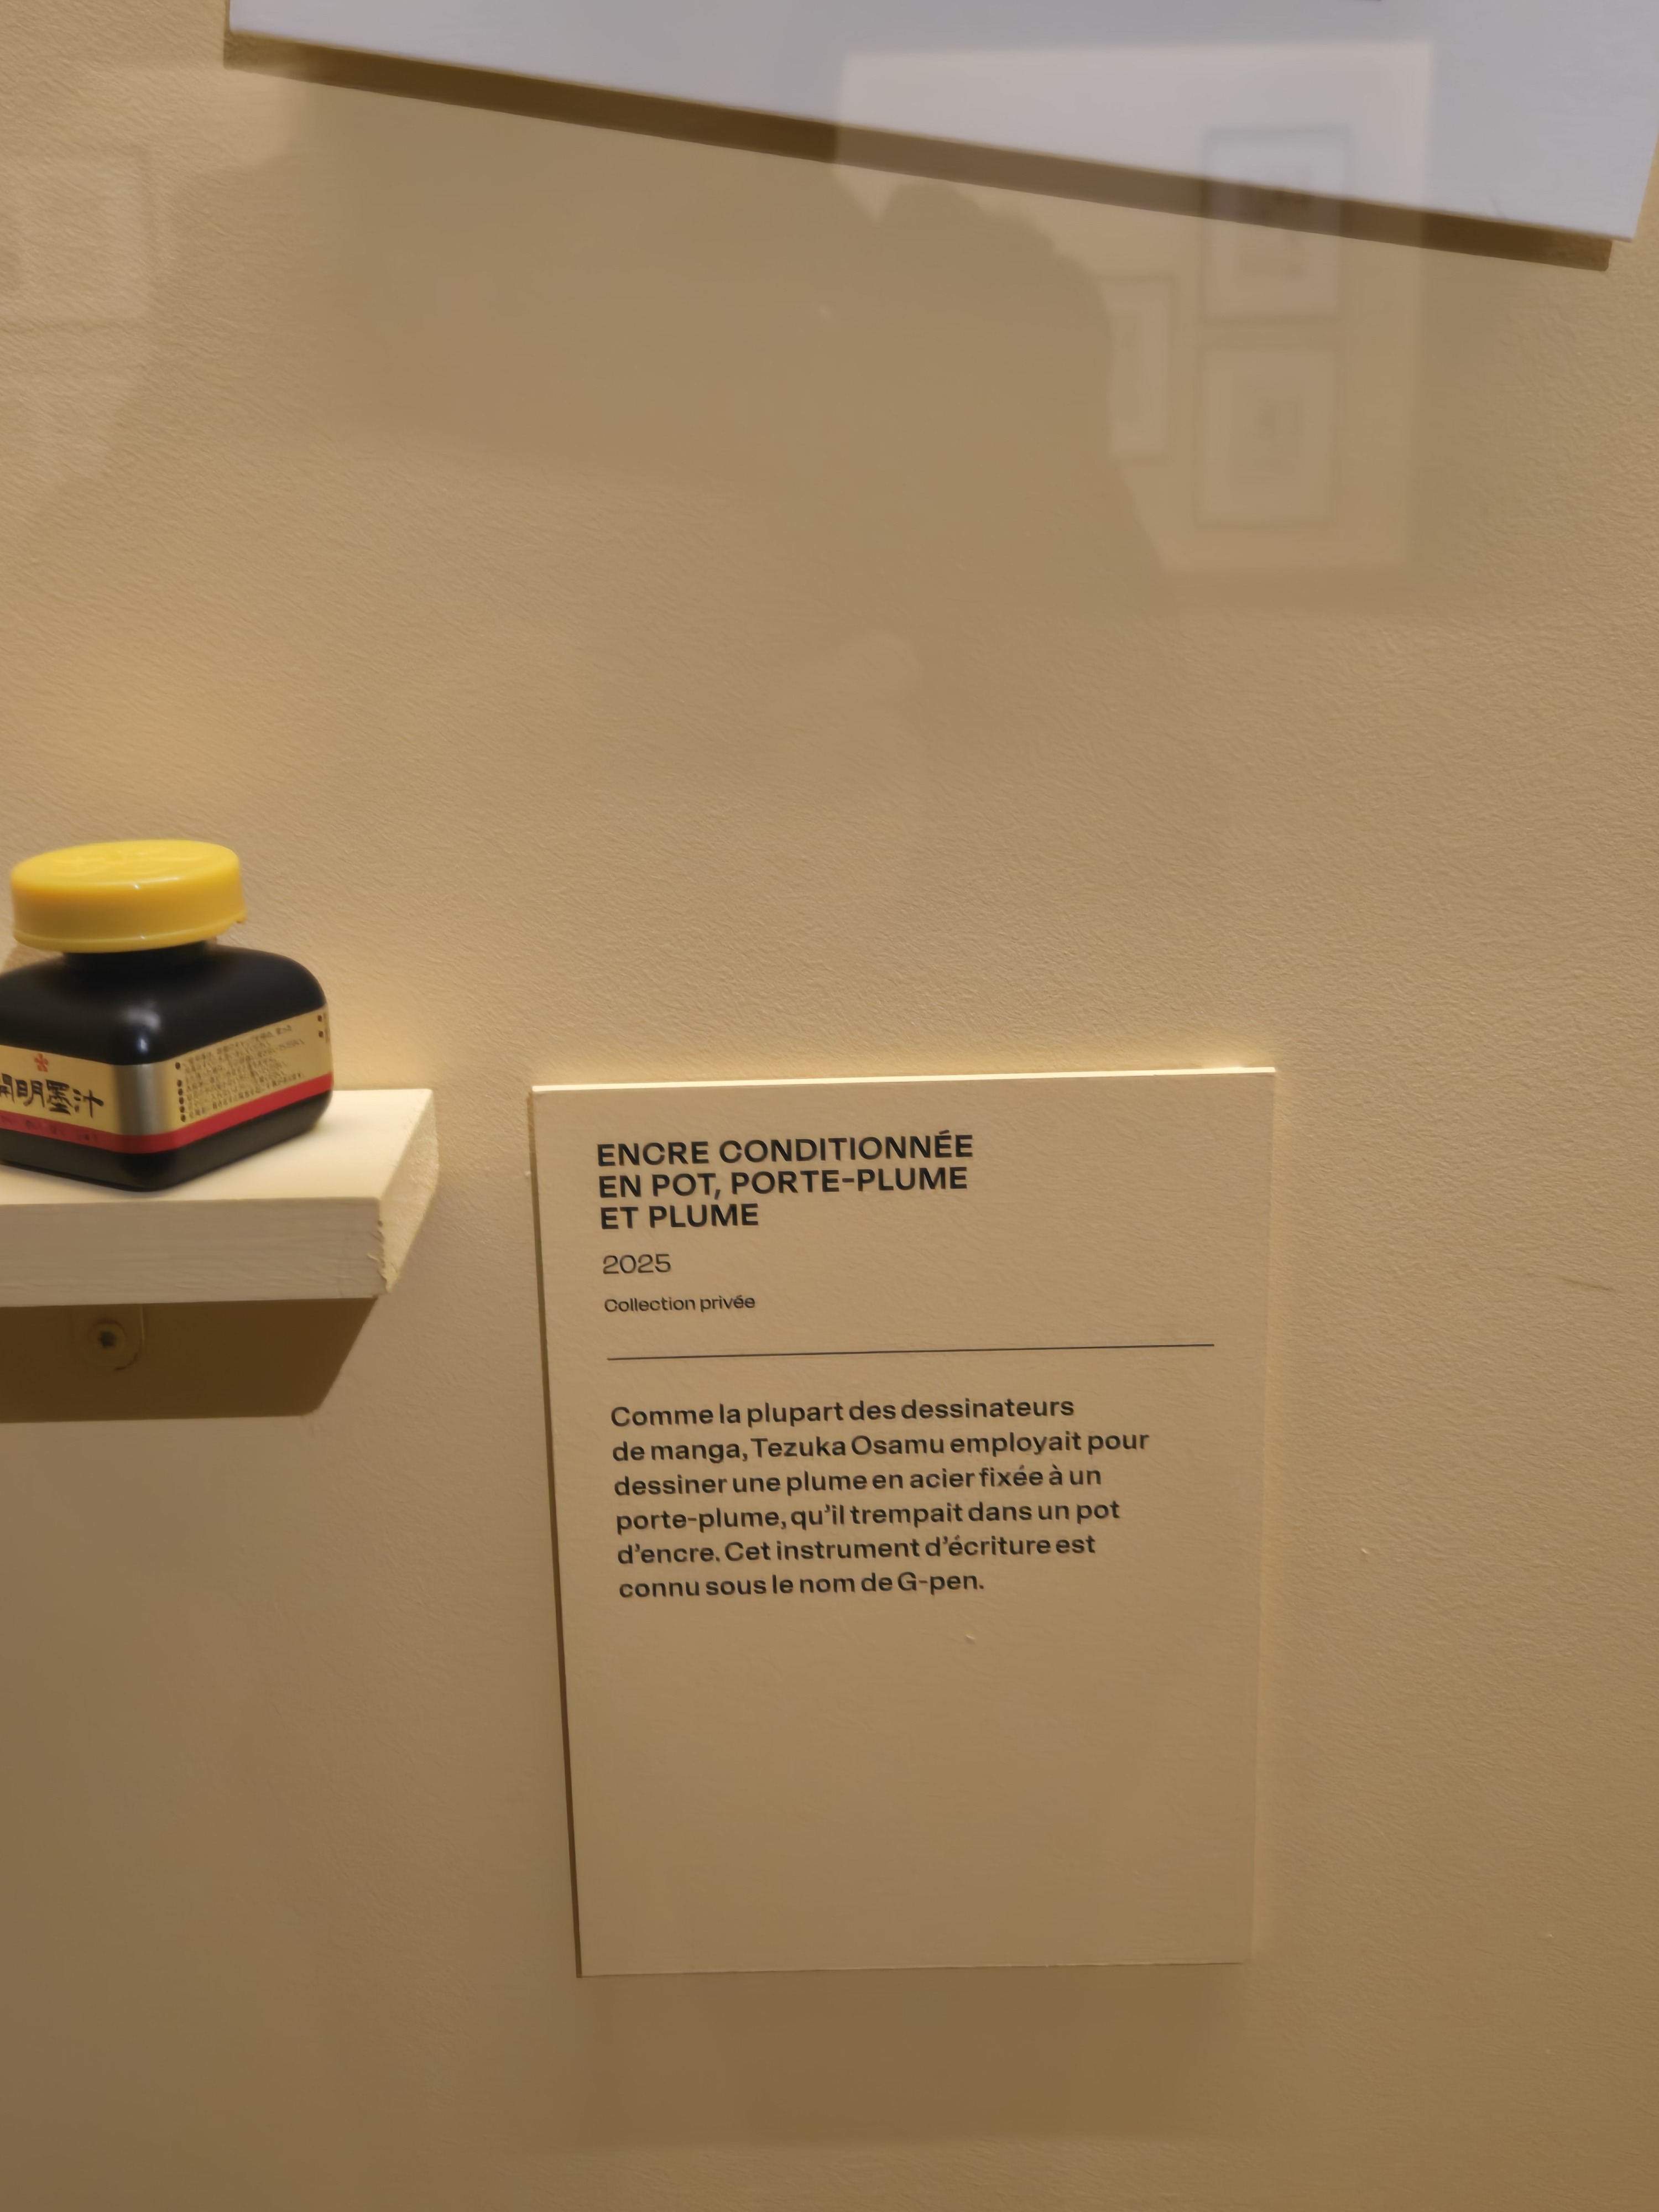 開明墨汁
ENCRE CONDITIONNÉE
EN POT, PORTE-PLUME
ET PLUME
2025
Collection privée
Comme la plupart des dessinateurs
de manga, Tezuka Osamu employait pour
dessiner une plume en acier fixée à un
porte-plume, qu’il trempait dans un pot
d’encre. Cet instrument d’écriture est
connu sous le nom de G-pen.